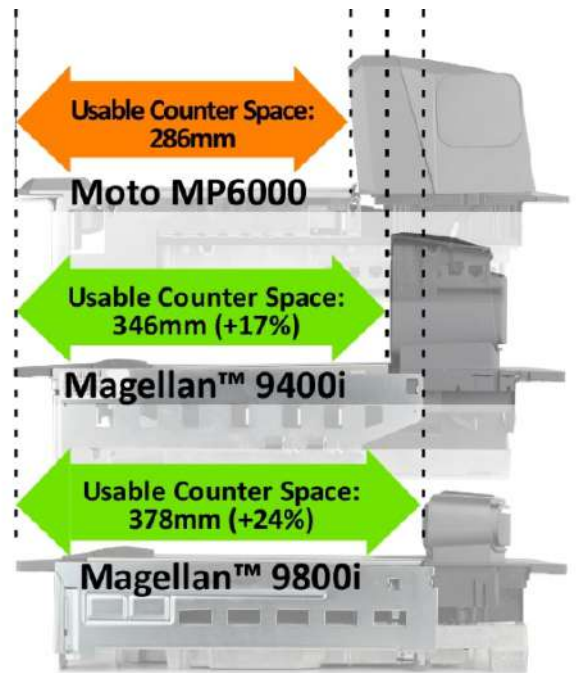 Usable Counter Space:
286mm
Moto MP6000
Usable Counter Space:
346mm (+17%)
Magellan™ 9400i
Usable Counter Space:
378mm (+24%)
Magellan™ 9800i